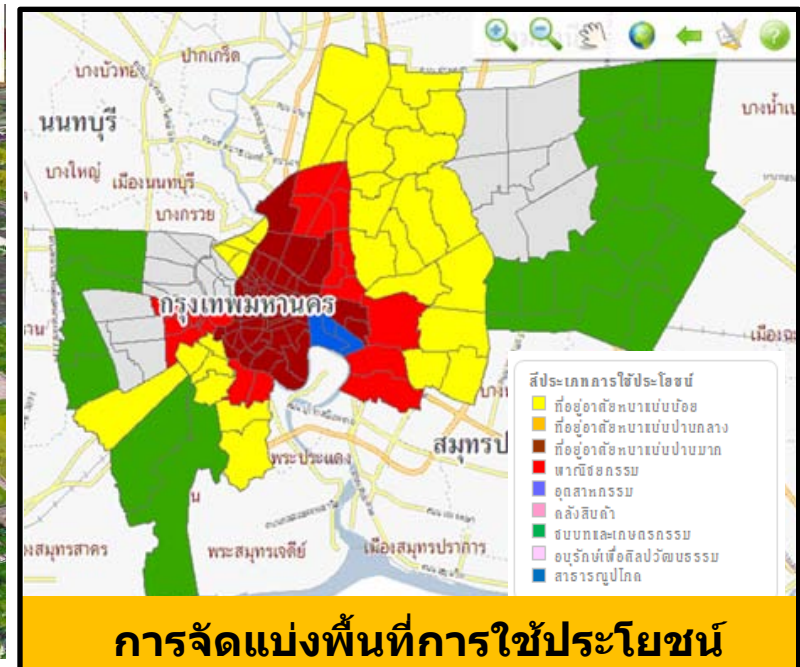 ปากเกร็ด
บางบัวทอง
นนทบุรี
บางน้ำเป
บางใหญ่
เมืองนนทบุรี
บางกรวย
กรุงเทพมหานคร
าน
เมืองฉะ
สีประเภทการใช้ประโยชน์
ที่อยู่อาศัยหนาแน่นน้อย
ที่อยู่อาศัยหนาแน่นปานกลาง
ที่อยู่อาศัยหนาแน่นปานมาก
พาณิชยกรรม
อุตสาหกรรม
คลังสินค้า
ชนบทและเกษตรกรรม
อนุรักษ์เพื่อศิลปวัฒนธรรม
สาธารณูปโภค
สมุทรป
พระประแดง
น
งสมุทรสาคร
พระสมุทรเจดีย์
เมืองสมุทรปราการ
การจัดแบ่งพื้นที่การใช้ประโยชน์